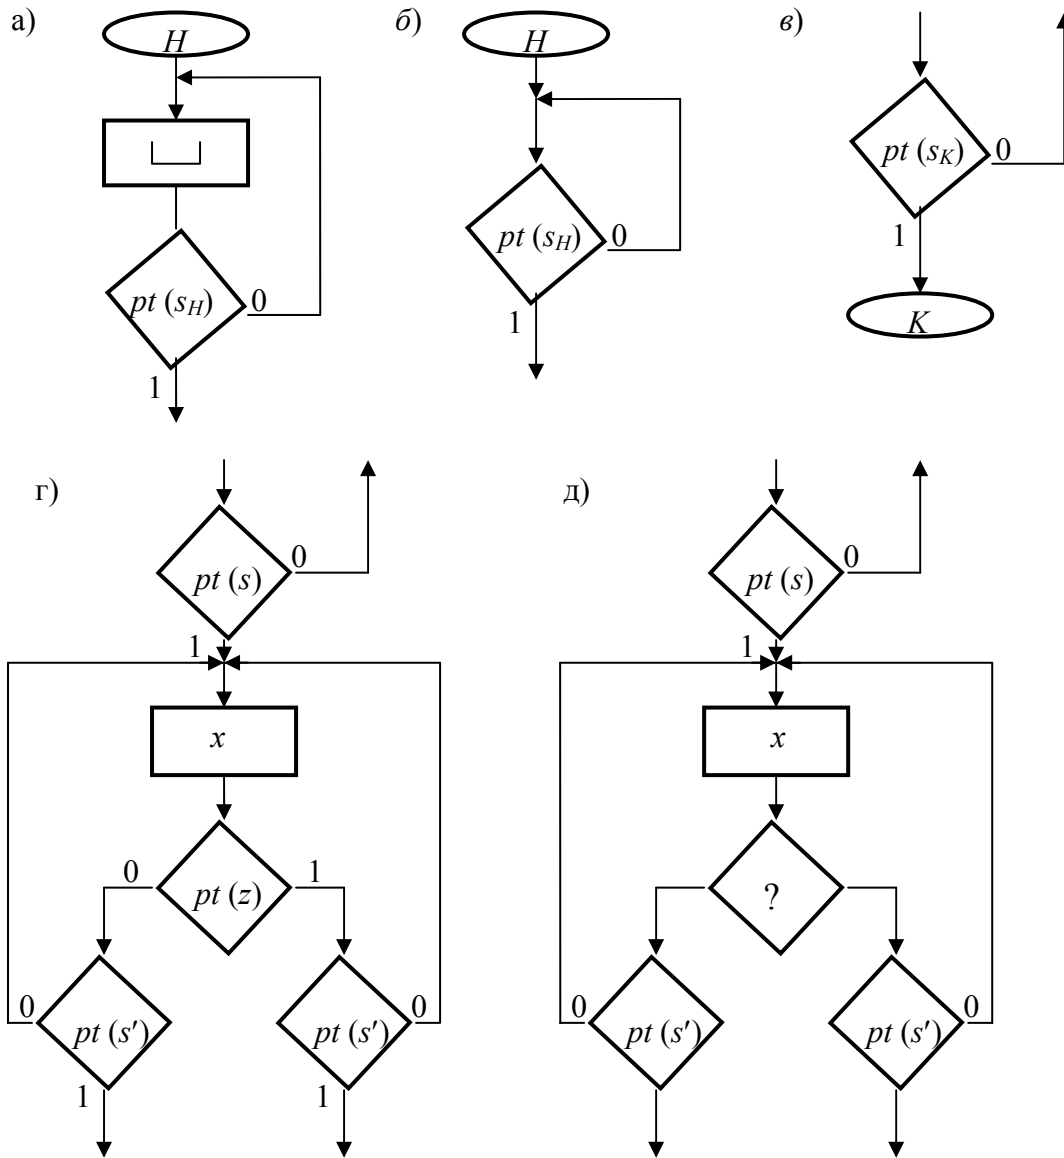 а)
H
pt (sH)
0
1
б)
H
pt (sH)
0
1
в)
pt (sK)
0
1
K
г)
pt (s)
0
1
x
0
pt (z)
1
0
pt (s′)
1
pt (s′)
0
1
д)
pt (s)
0
1
x
?
0
pt (s′)
pt (s′)
0